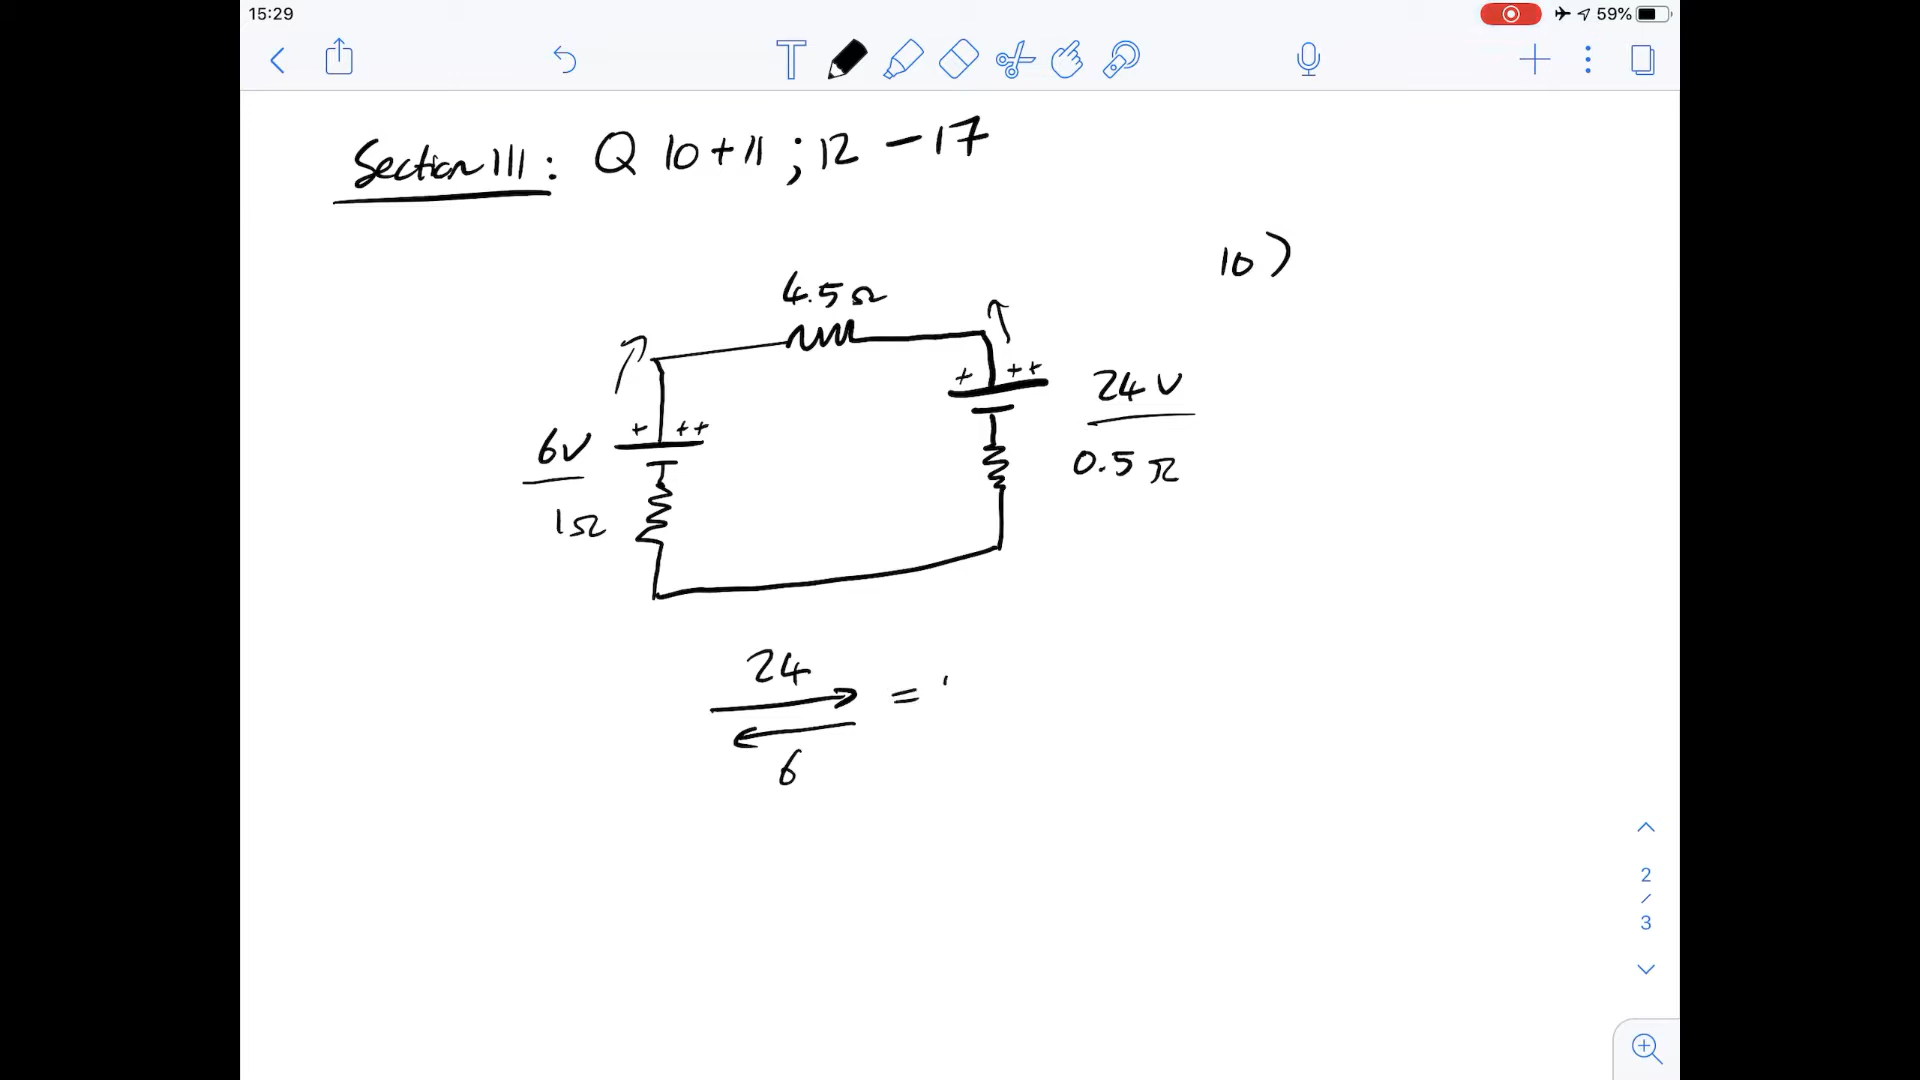 15:29
59%
T
Section III: Q 10+11 ; 12 - 17
10)
4.5Ω
+ ++
24V
+ ++
6V
0.5Ω
1Ω
24
=
6
2
/
3